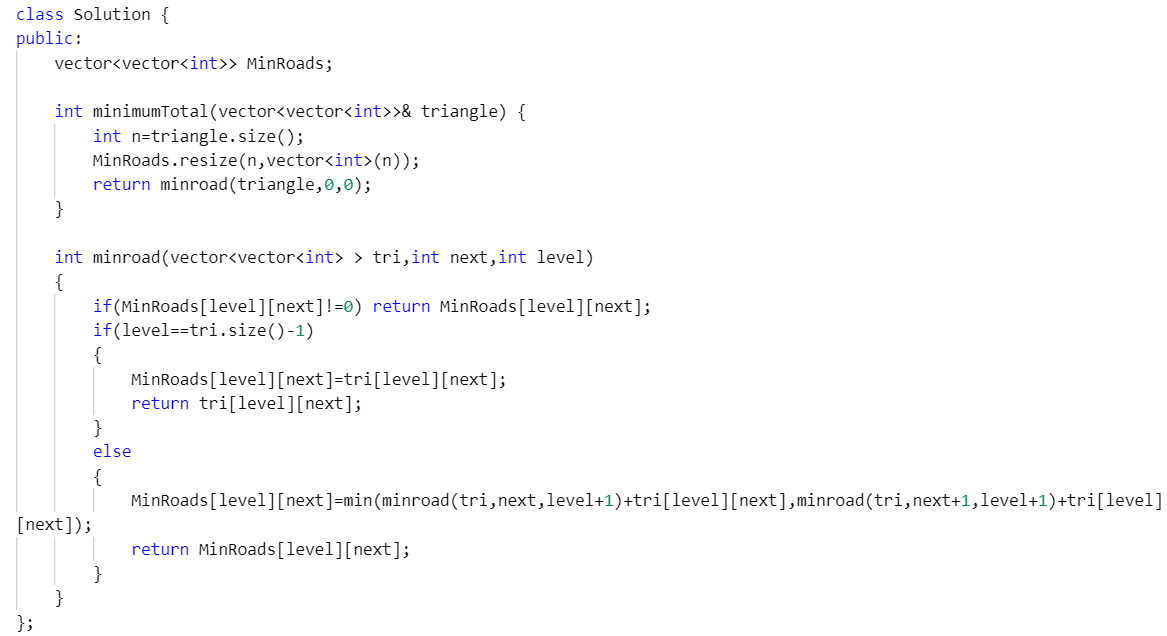 class Solution {
public:
    vector<vector<int>> MinRoads;

    int minimumTotal(vector<vector<int>>& triangle) {
        int n=triangle.size();
        MinRoads.resize(n,vector<int>(n));
        return minroad(triangle,0,0);
    }

    int minroad(vector<vector<int> > tri,int next,int level)
    {
        if(MinRoads[level][next]!=0) return MinRoads[level][next];
        if(level==tri.size()-1)
        {
            MinRoads[level][next]=tri[level][next];
            return tri[level][next];
        }
        else
        {
            MinRoads[level][next]=min(minroad(tri,next,level+1)+tri[level][next],minroad(tri,next+1,level+1)+tri[level]
[next]);
            return MinRoads[level][next];
        }
    }
};